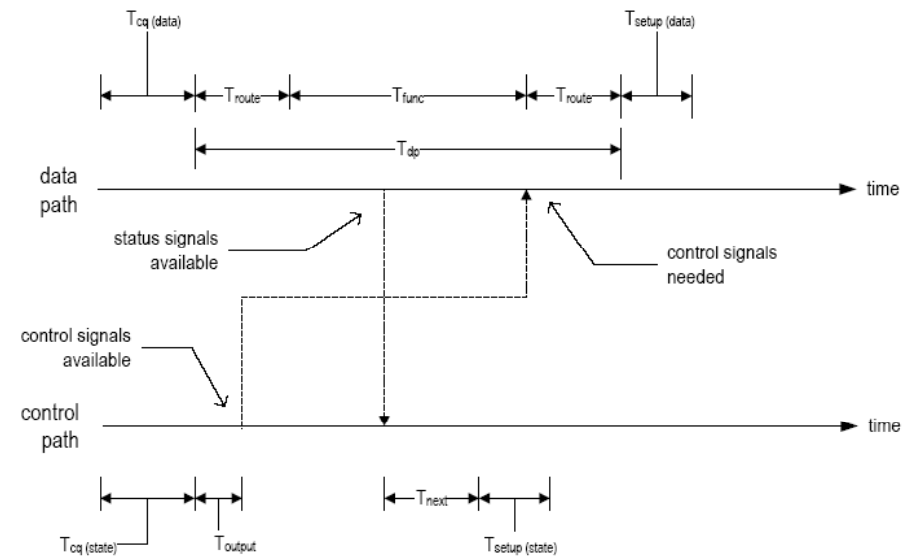 Tcq (data)
Tsetup (data)
Troute
Tfunc
Troute
Tdp
data
path
time
status signals
available
control signals
needed
control signals
available
control
path
time
Tnext
Tcq (state)
Toutput
Tsetup (state)